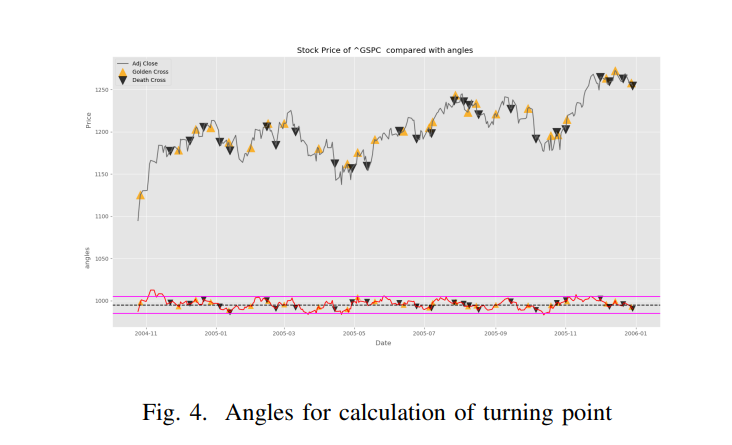 Stock Price of ^GSPC compared with angles
Adj Close
Golden Cross
Death Cross
Price
1250
1200
1150
1100
1050
angles
1000
2004-11
2005-01
2005-03
2005-05
2005-07
2005-09
2005-11
2006-01
Date
Fig. 4. Angles for calculation of turning point